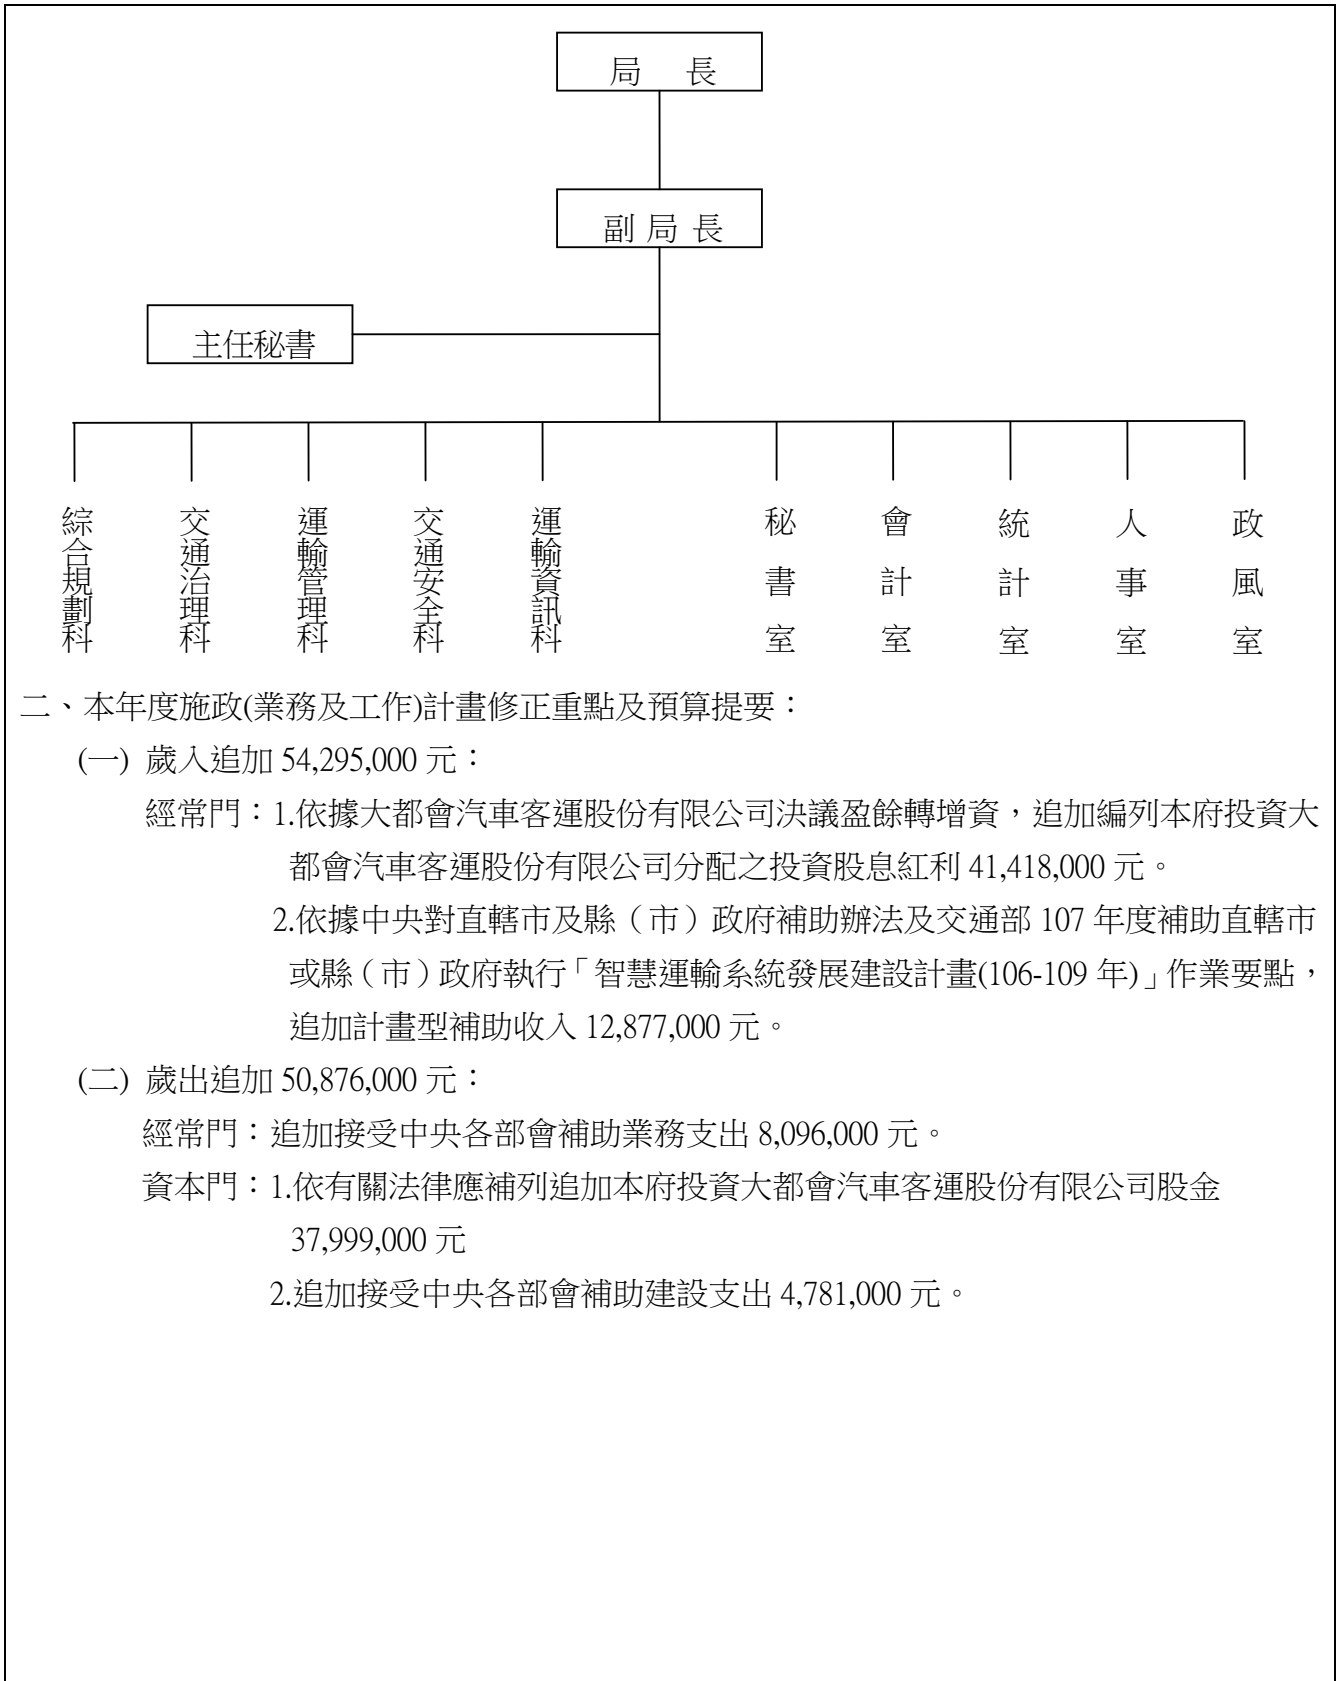 局 長
副 局 長
主任秘書
綜合規劃科
交通治理科
運輸管理科
交通安全科
運輸資訊科
秘書室
會計室
統計室
人事室
政風室
二、本年度施政(業務及工作)計畫修正重點及預算提要：
(一) 歲入追加 54,295,000 元：
經常門：1.依據大都會汽車客運股份有限公司決議盈餘轉增資，追加編列本府投資大
都會汽車客運股份有限公司分配之投資股息紅利 41,418,000 元。
2.依據中央對直轄市及縣（市）政府補助辦法及交通部 107 年度補助直轄市
或縣（市）政府執行「智慧運輸系統發展建設計畫(106-109 年)」作業要點，
追加計畫型補助收入 12,877,000 元。
(二) 歲出追加 50,876,000 元：
經常門：追加接受中央各部會補助業務支出 8,096,000 元。
資本門：1.依有關法律應補列追加本府投資大都會汽車客運股份有限公司股金
37,999,000 元
2.追加接受中央各部會補助建設支出 4,781,000 元。